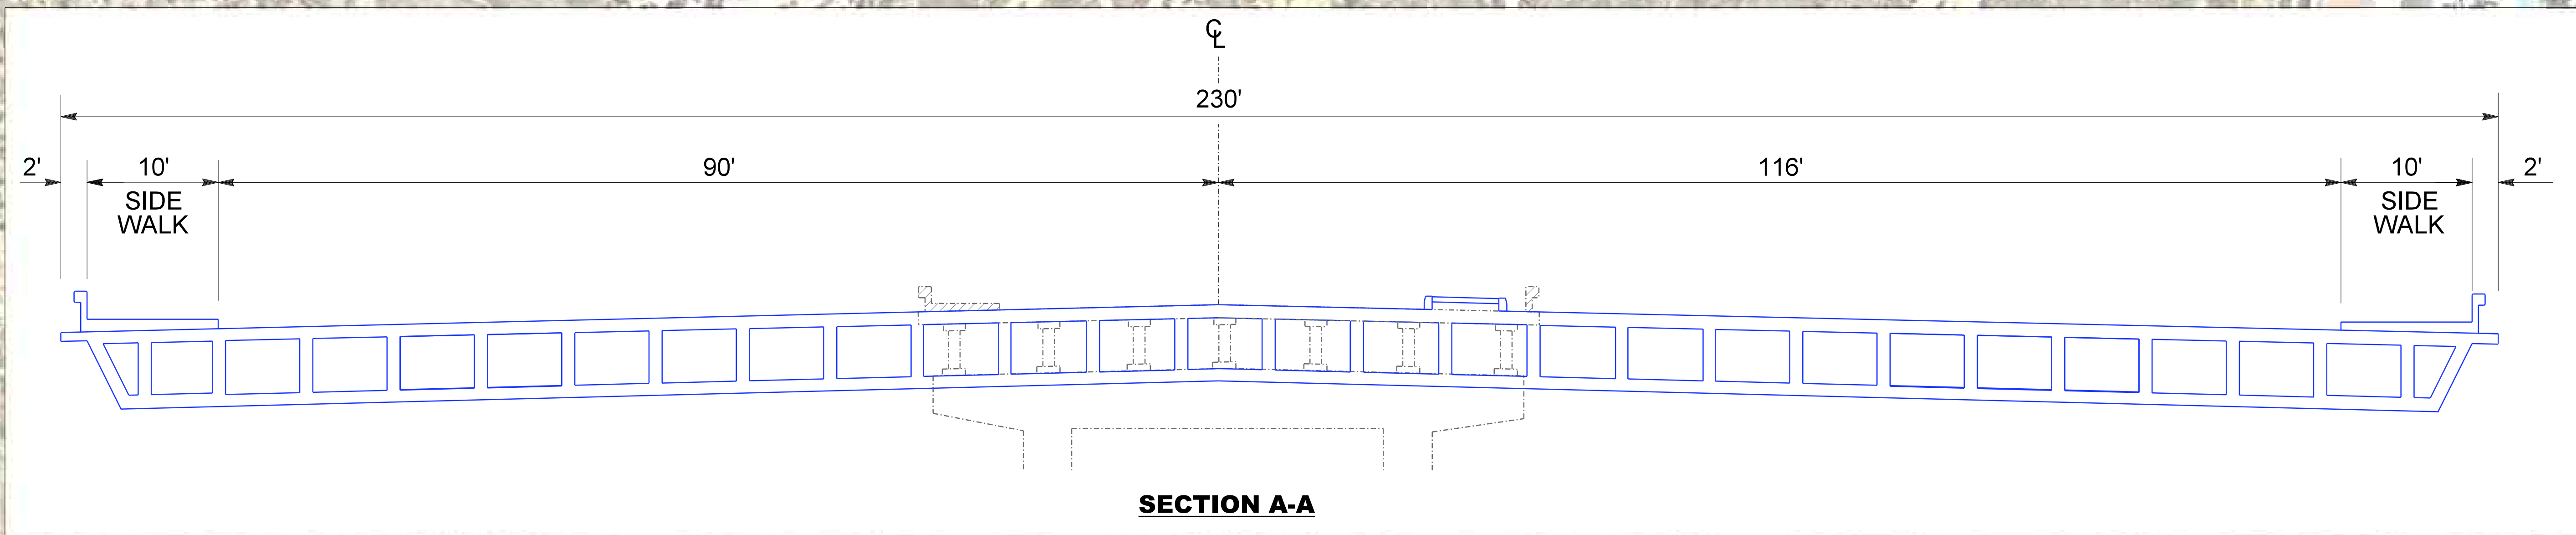 ℄
230'
2' 10' 90' 116' 10' 2'
SIDE SIDE
WALK WALK
SECTION A-A